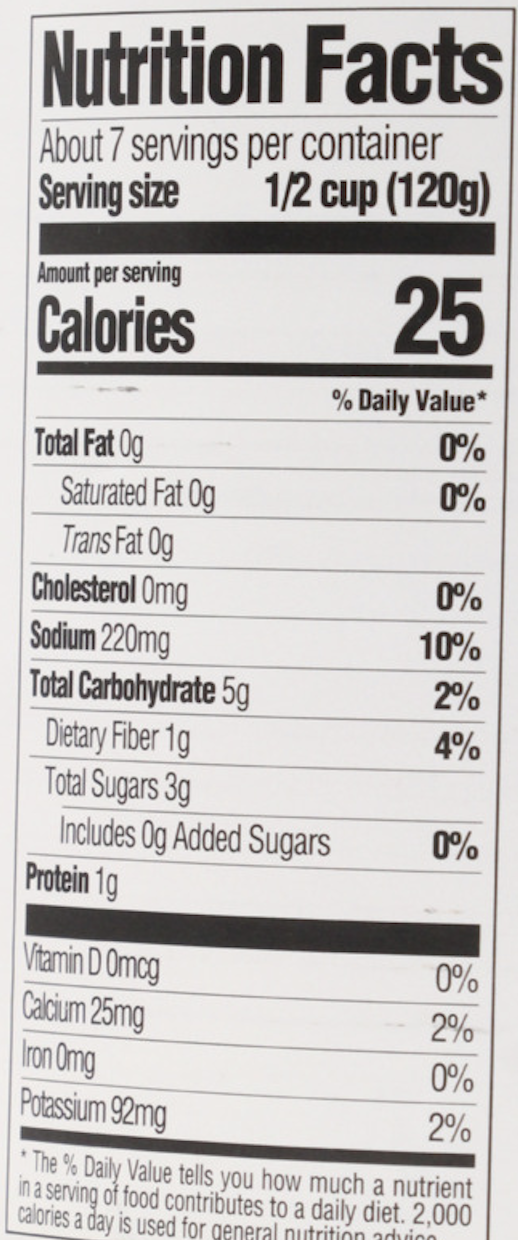 Nutrition Facts
About 7 servings per container
Serving size 1/2 cup (120g)
Amount per serving
Calories 25
% Daily Value*
Total Fat 0g 0%
Saturated Fat 0g 0%
Trans Fat 0g
Cholesterol 0mg 0%
Sodium 220mg 10%
Total Carbohydrate 5g 2%
Dietary Fiber 1g 4%
Total Sugars 3g
Includes 0g Added Sugars 0%
Protein 1g
Vitamin D 0mcg 0%
Calcium 25mg 2%
Iron 0mg 0%
Potassium 92mg 2%
* The % Daily Value tells you how much a nutrient
in a serving of food contributes to a daily diet. 2,000
calories a day is used for general nutrition advice.